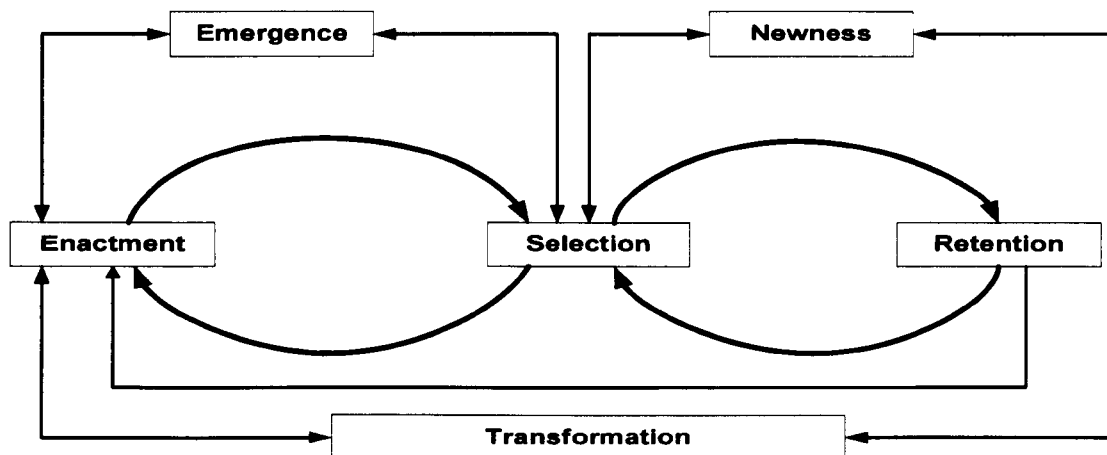 Emergence
Newness
Enactment
Selection
Retention
Transformation